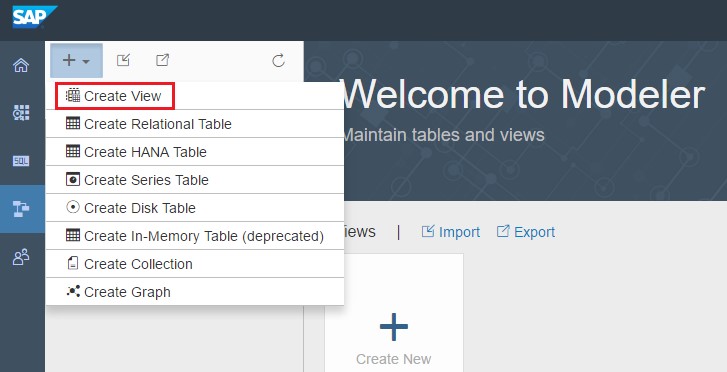 SAP
Welcome to Modeler
Maintain tables and views
Create View
Create Relational Table
Create HANA Table
Create Series Table
SQL
Create Disk Table
Create In-Memory Table (deprecated)
Create Collection
Create Graph
iews | Import Export
Create New